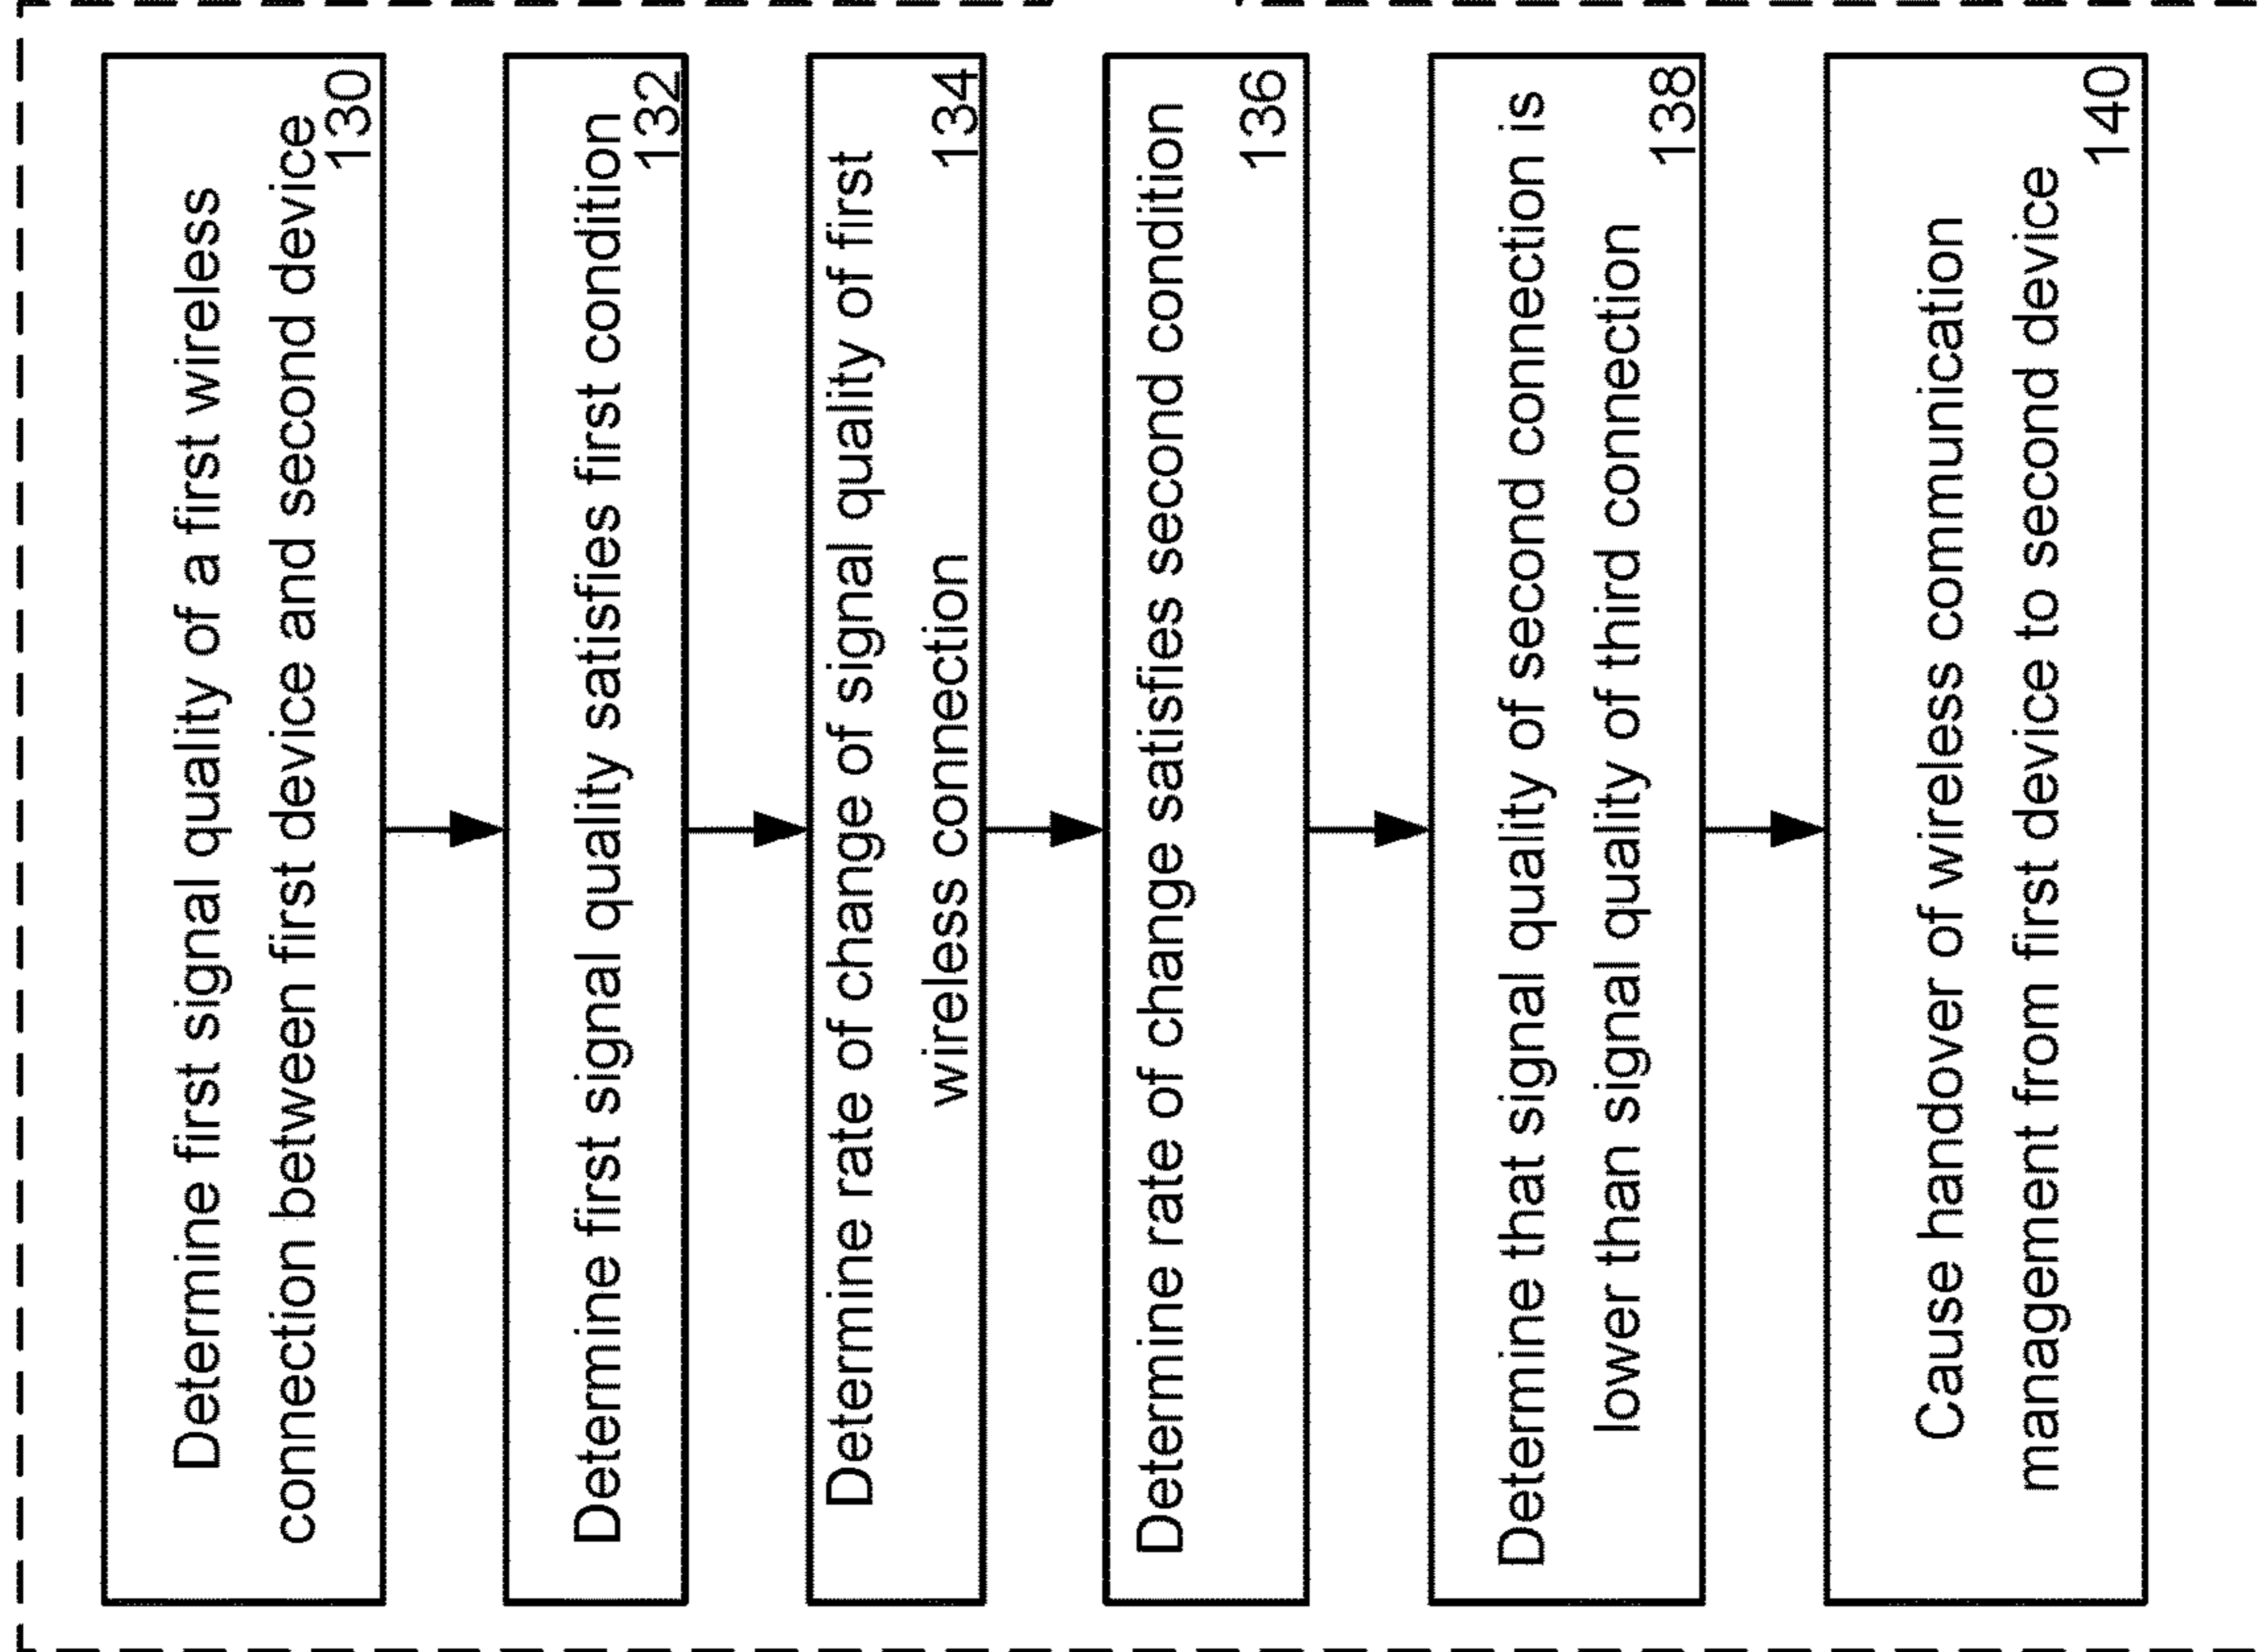 Determine first signal quality of a first wireless
connection between first device and second device
130
Determine first signal quality satisfies first condition
132
Determine rate of change of signal quality of first
wireless connection
134
Determine rate of change satisfies second condition
136
Determine that signal quality of second connection is
lower than signal quality of third connection
138
Cause handover of wireless communication
management from first device to second device
140